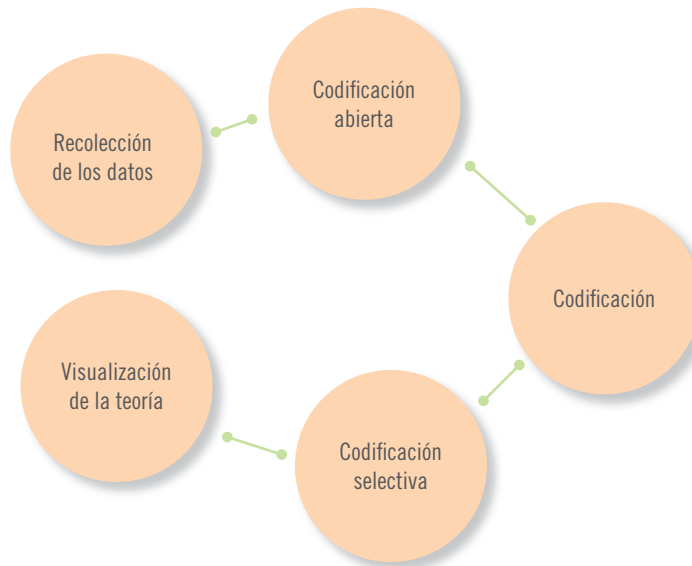 Recolección
de los datos
Codificación
abierta
Codificación
Codificación
selectiva
Visualización
de la teoría